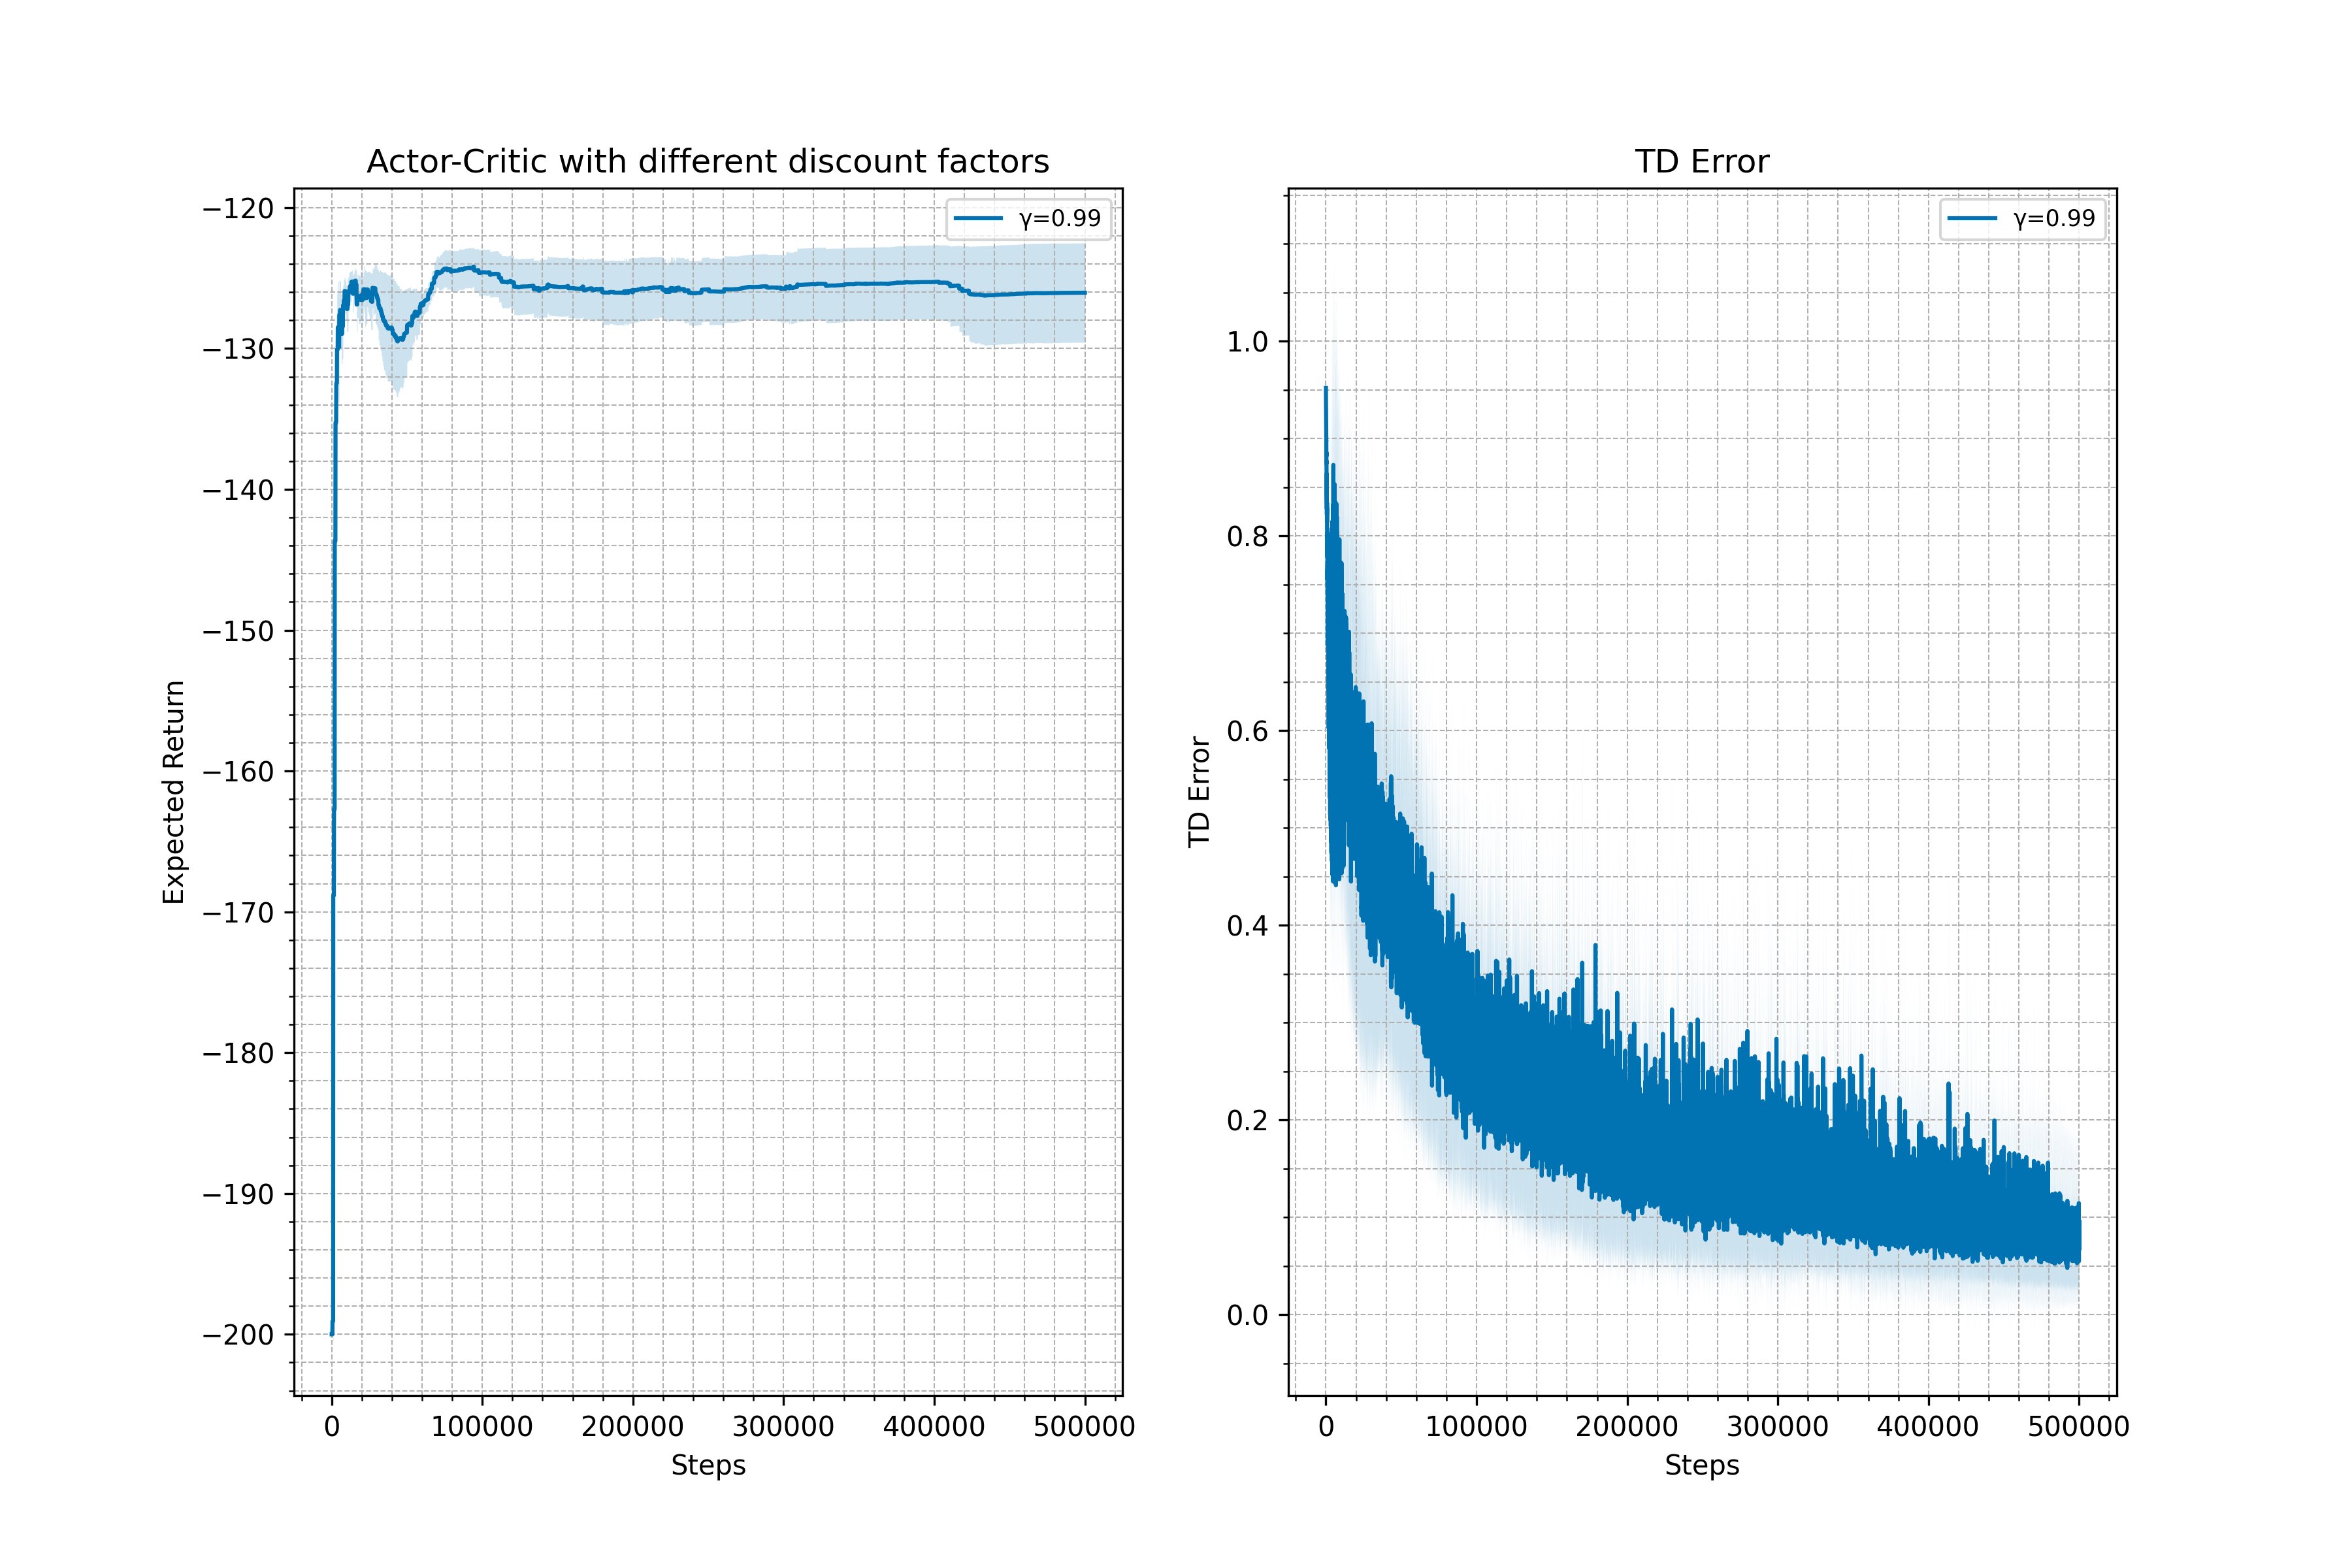 Actor-Critic with different discount factors
γ=0.99
−120
−130
−140
−150
−160
−170
−180
−190
−200
Expected Return
0 100000 200000 300000 400000 500000
Steps
TD Error
γ=0.99
1.0
0.8
0.6
0.4
0.2
0.0
TD Error
0 100000 200000 300000 400000 500000
Steps